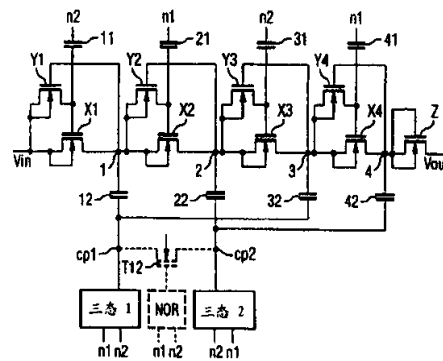 n2 n1 n2 n1
11 21 31 41
Y1 Y2 Y3 Y4
X1 X2 X3 X4 Z
Vin 1 2 3 4 Vou
12 22 32 42
cp1 cp2
T12
三态 1 NOR 三态 2
n1 n2 n1 n2 n2 n1